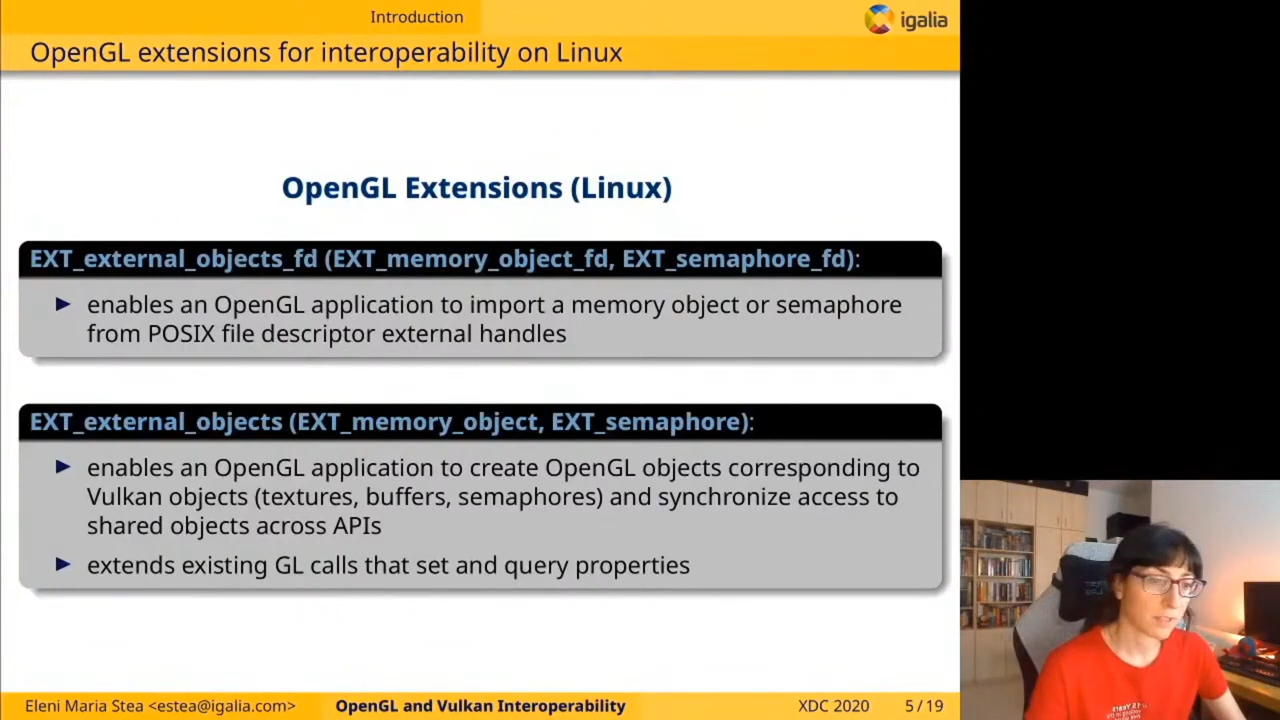 Introduction
igalia
OpenGL extensions for interoperability on Linux
OpenGL Extensions (Linux)
EXT_external_objects_fd (EXT_memory_object_fd, EXT_semaphore_fd):
► enables an OpenGL application to import a memory object or semaphore
from POSIX file descriptor external handles
EXT_external_objects (EXT_memory_object, EXT_semaphore):
► enables an OpenGL application to create OpenGL objects corresponding to
Vulkan objects (textures, buffers, semaphores) and synchronize access to
shared objects across APIs
► extends existing GL calls that set and query properties
Eleni Maria Stea <estea@igalia.com> OpenGL and Vulkan Interoperability XDC 2020 5 / 19